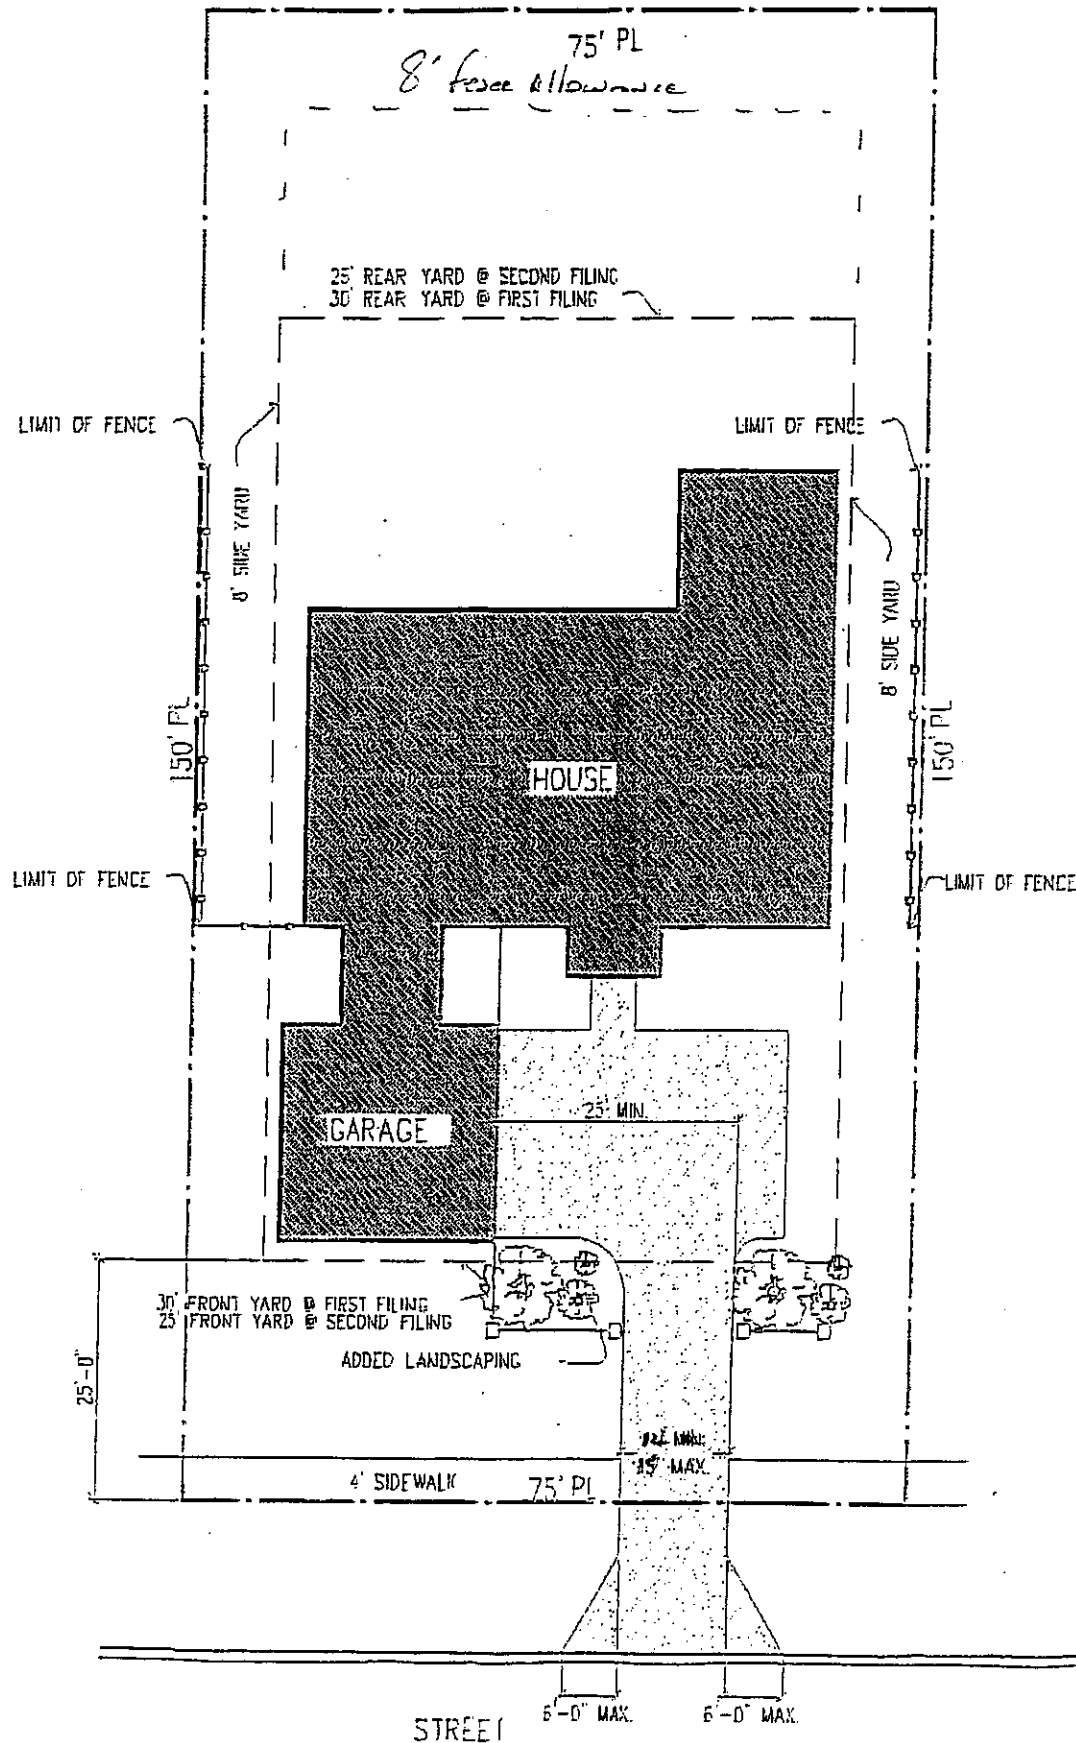 75' PL
8' fence Allowance
25' REAR YARD @ SECOND FILING
30' REAR YARD @ FIRST FILING
LIMIT OF FENCE
LIMIT OF FENCE
8' SIDE YARD
8' SIDE YARD
150' PL
150' PL
HOUSE
LIMIT OF FENCE
LIMIT OF FENCE
25' MIN.
GARAGE
30' FRONT YARD @ FIRST FILING
25' FRONT YARD @ SECOND FILING
ADDED LANDSCAPING
25'-0"
12' MIN.
15' MAX.
4' SIDEWALK
75' PL
6'-0" MAX.
6'-0" MAX.
STREET